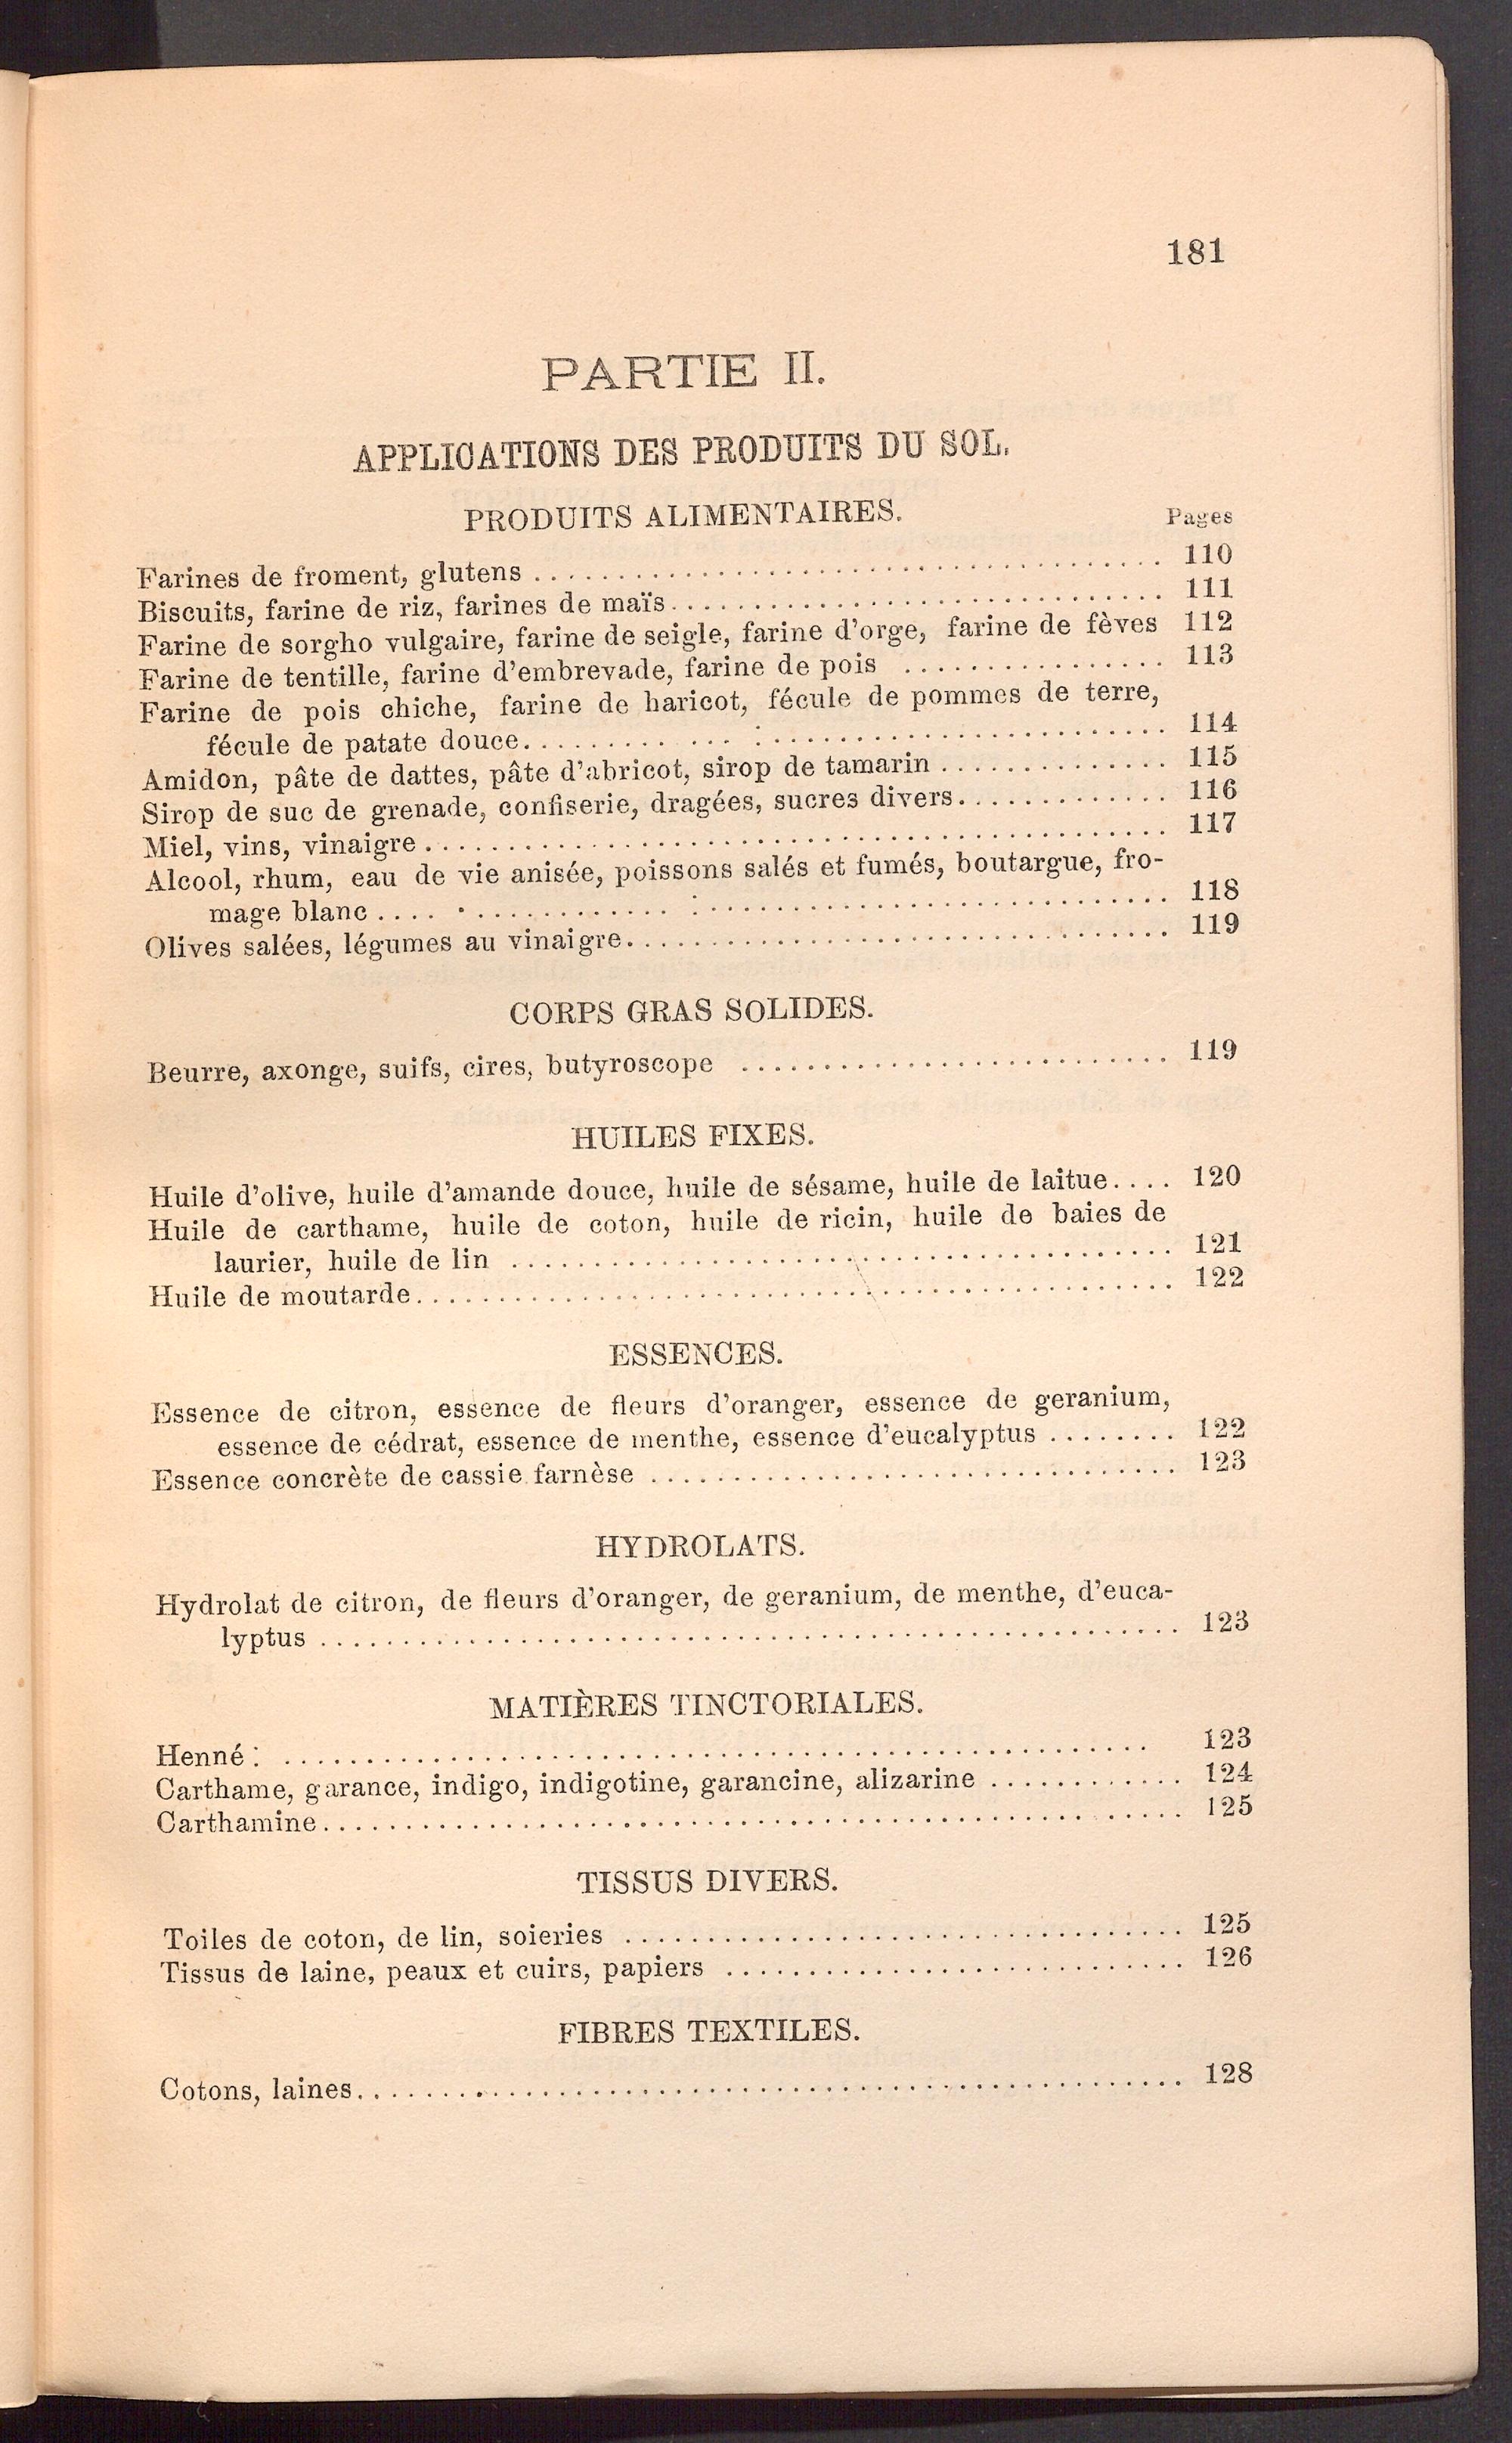 181
PARTIE II.
APPLICATIONS DES PRODUITS DU SOL.
PRODUITS ALIMENTAIRES.
Pages
Farines de froment, glutens ........................................ 110
Biscuits, farine de riz, farines de maïs.............................. 111
Farine de sorgho vulgaire, farine de seigle, farine d'orge, farine de fèves 112
Farine de tentille, farine d'embrevade, farine de pois ................ 113
Farine de pois chiche, farine de haricot, fécule de pommes de terre,
fécule de patate douce........................................ 114
Amidon, pâte de dattes, pâte d'abricot, sirop de tamarin .............. 115
Sirop de suc de grenade, confiserie, dragées, sucres divers............. 116
Miel, vins, vinaigre .............................................. 117
Alcool, rhum, eau de vie anisée, poissons salés et fumés, boutargue, fro-
mage blanc .................................................. 118
Olives salées, légumes au vinaigre................................. 119
CORPS GRAS SOLIDES.
Beurre, axonge, suifs, cires, butyroscope .......................... 119
HUILES FIXES.
Huile d'olive, huile d'amande douce, huile de sésame, huile de laitue.... 120
Huile de carthame, huile de coton, huile de ricin, huile de baies de
laurier, huile de lin ......................................... 121
Huile de moutarde.............................................. 122
ESSENCES.
Essence de citron, essence de fleurs d'oranger, essence de geranium,
essence de cédrat, essence de menthe, essence d'eucalyptus ........ 122
Essence concrète de cassie farnèse ................................ 123
HYDROLATS.
Hydrolat de citron, de fleurs d'oranger, de geranium, de menthe, d'euca-
lyptus ..................................................... 123
MATIÈRES TINCTORIALES.
Henné: ..................................................... 123
Carthame, garance, indigo, indigotine, garancine, alizarine ............ 124
Carthamine.................................................... 125
TISSUS DIVERS.
Toiles de coton, de lin, soieries .................................. 125
Tissus de laine, peaux et cuirs, papiers ............................ 126
FIBRES TEXTILES.
Cotons, laines.................................................. 128